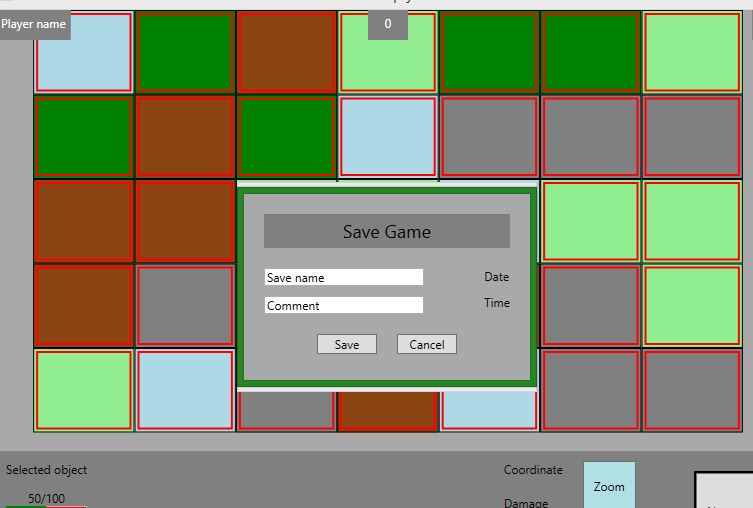 Player name
0
Save Game
Save name
Date
Comment
Time
Save
Cancel
Selected object
Coordinate
Zoom
50/100
Damage